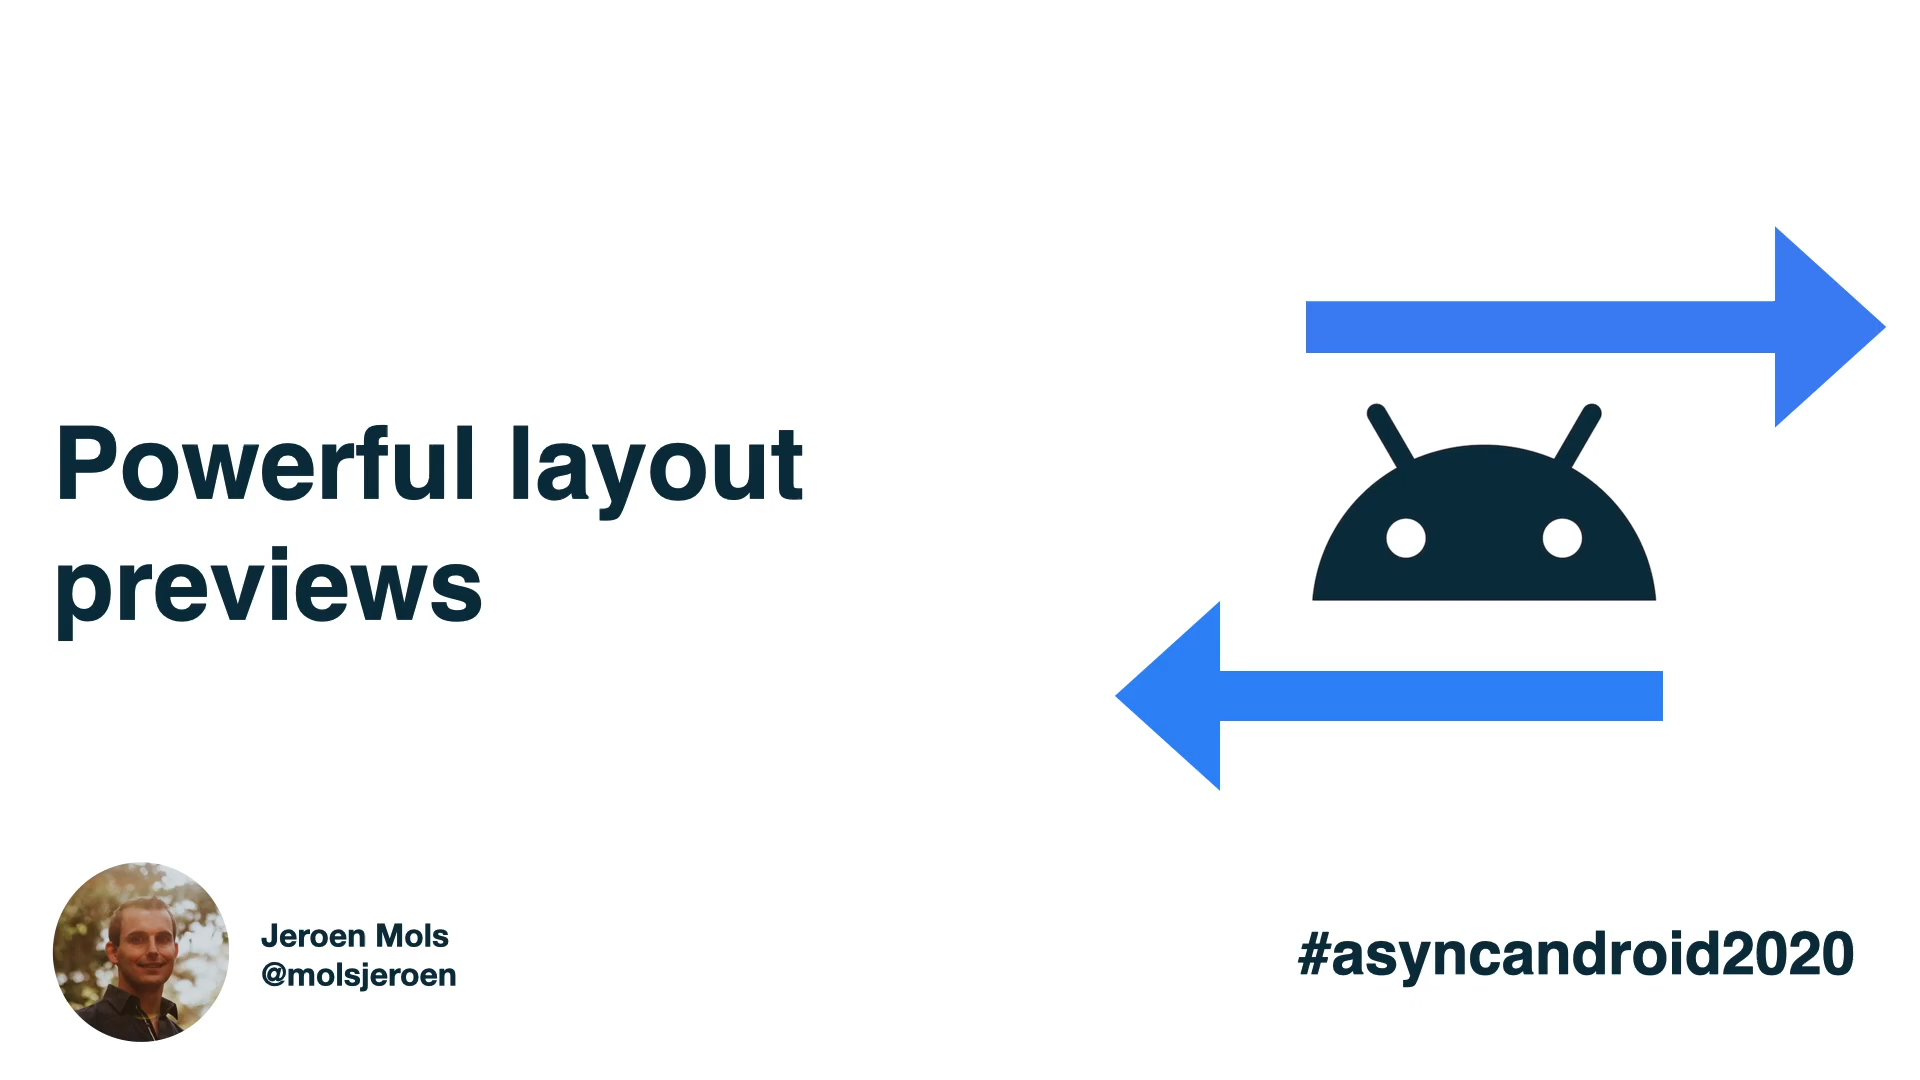 Powerful layout
previews
Jeroen Mols
@molsjeroen
#asyncandroid2020